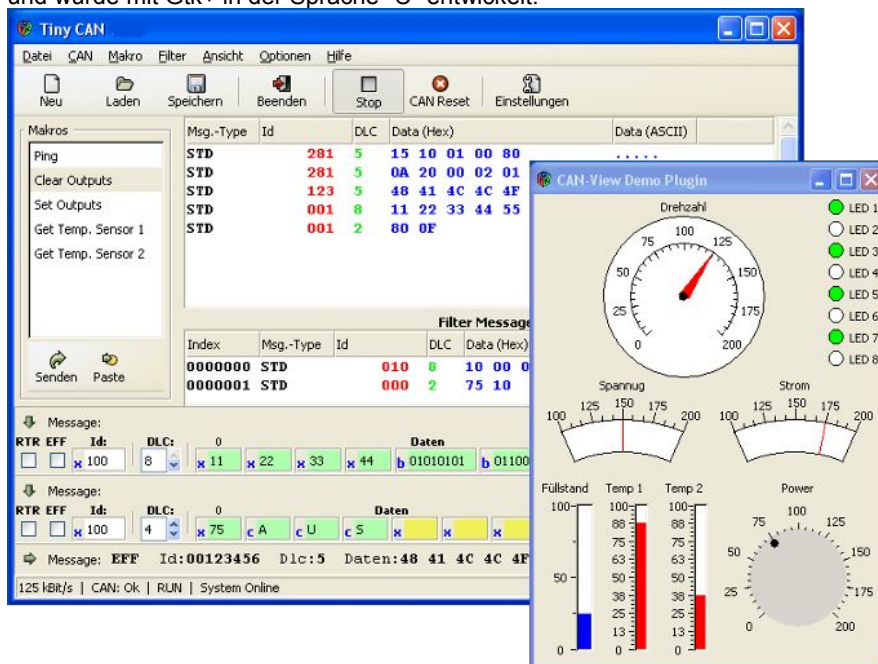 und wurde mit Gtk+ in der Sprache "C" entwickelt.
Tiny CAN
Datei CAN Makro Filter Ansicht Optionen Hilfe
Neu Laden Speichern Beenden Stop CAN Reset Einstellungen
Makros
Ping
Clear Outputs
Set Outputs
Get Temp. Sensor 1
Get Temp. Sensor 2
Senden Paste
Msg.-Type Id DLC Data (Hex) Data (ASCII)
STD 281 5 15 10 01 00 80 .....
STD 281 5 0A 20 00 02 01
STD 123 5 48 41 4C 4C 4F
STD 001 8 11 22 33 44 55
STD 001 2 80 0F
Filter Message
Index Msg.-Type Id DLC Data (Hex)
0000000 STD 010 8 10 00 0
0000001 STD 000 2 75 10
Message:
RTR EFF Id: DLC: 0 Daten
x 100 8 x 11 x 22 x 33 x 44 b 01010101 b 01100
Message:
RTR EFF Id: DLC: 0 Daten
x 100 4 x 75 c A c U c S x x x
Message: EFF Id:00123456 Dlc:5 Daten:48 41 4C 4C 4F
125 kBit/s | CAN: Ok | RUN | System Online
CAN-View Demo Plugin
Drehzahl
0 25 50 75 100 125 150 175 200
LED 1
LED 2
LED 3
LED 4
LED 5
LED 6
LED 7
LED 8
Spannug
100 125 150 175 200
Strom
100 125 150 175 200
Füllstand
100
50
0
Temp 1
100
88
75
63
50
38
25
13
0
Temp 2
100
88
75
63
50
38
25
13
0
Power
0 25 50 75 100 125 150 175 200